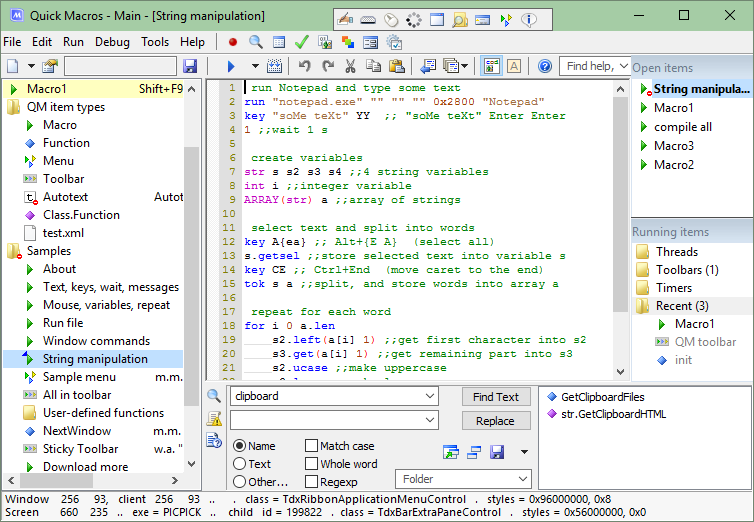 Quick Macros - Main - [String manipulation]
File Edit Run Debug Tools Help
Find help,
Macro1 Shift+F9
QM item types
Macro
Function
Menu
Toolbar
Autotext Autot
Class.Function
test.xml
Samples
About
Text, keys, wait, messages
Mouse, variables, repeat
Run file
Window commands
String manipulation
Sample menu m.m.
All in toolbar
User-defined functions
NextWindow m.m.
Sticky Toolbar w.a. "
Download more
1 run Notepad and type some text
2 run "notepad.exe" "" "" "" 0x2800 "Notepad"
3 key "soMe teXt" YY ;; "soMe teXt" Enter Enter
4 1 ;;wait 1 s
5
6 create variables
7 str s s2 s3 s4 ;;4 string variables
8 int i ;;integer variable
9 ARRAY(str) a ;;array of strings
10
11 select text and split into words
12 key A{ea} ;; Alt+{E A} (select all)
13 s.getsel ;;store selected text into variable s
14 key CE ;; Ctrl+End (move caret to the end)
15 tok s a ;;split, and store words into array a
16
17 repeat for each word
18 for i 0 a.len
19 s2.left(a[i] 1) ;;get first character into s2
20 s3.get(a[i] 1) ;;get remaining part into s3
21 s2.ucase ;;make uppercase
Open items
String manipula...
Macro1
compile all
Macro3
Macro2
Running items
Threads
Toolbars (1)
Timers
Recent (3)
Macro1
QM toolbar
init
clipboard
Find Text
Replace
Name
Text
Other...
Match case
Whole word
Regexp
Folder
GetClipboardFiles
str.GetClipboardHTML
Window 256 93, client 256 93 .. . class = TdxRibbonApplicationMenuControl . styles = 0x96000000, 0x8
Screen 660 235 .. exe = PICPICK .. child id = 199822 . class = TdxBarExtraPaneControl . styles = 0x56000000, 0x0